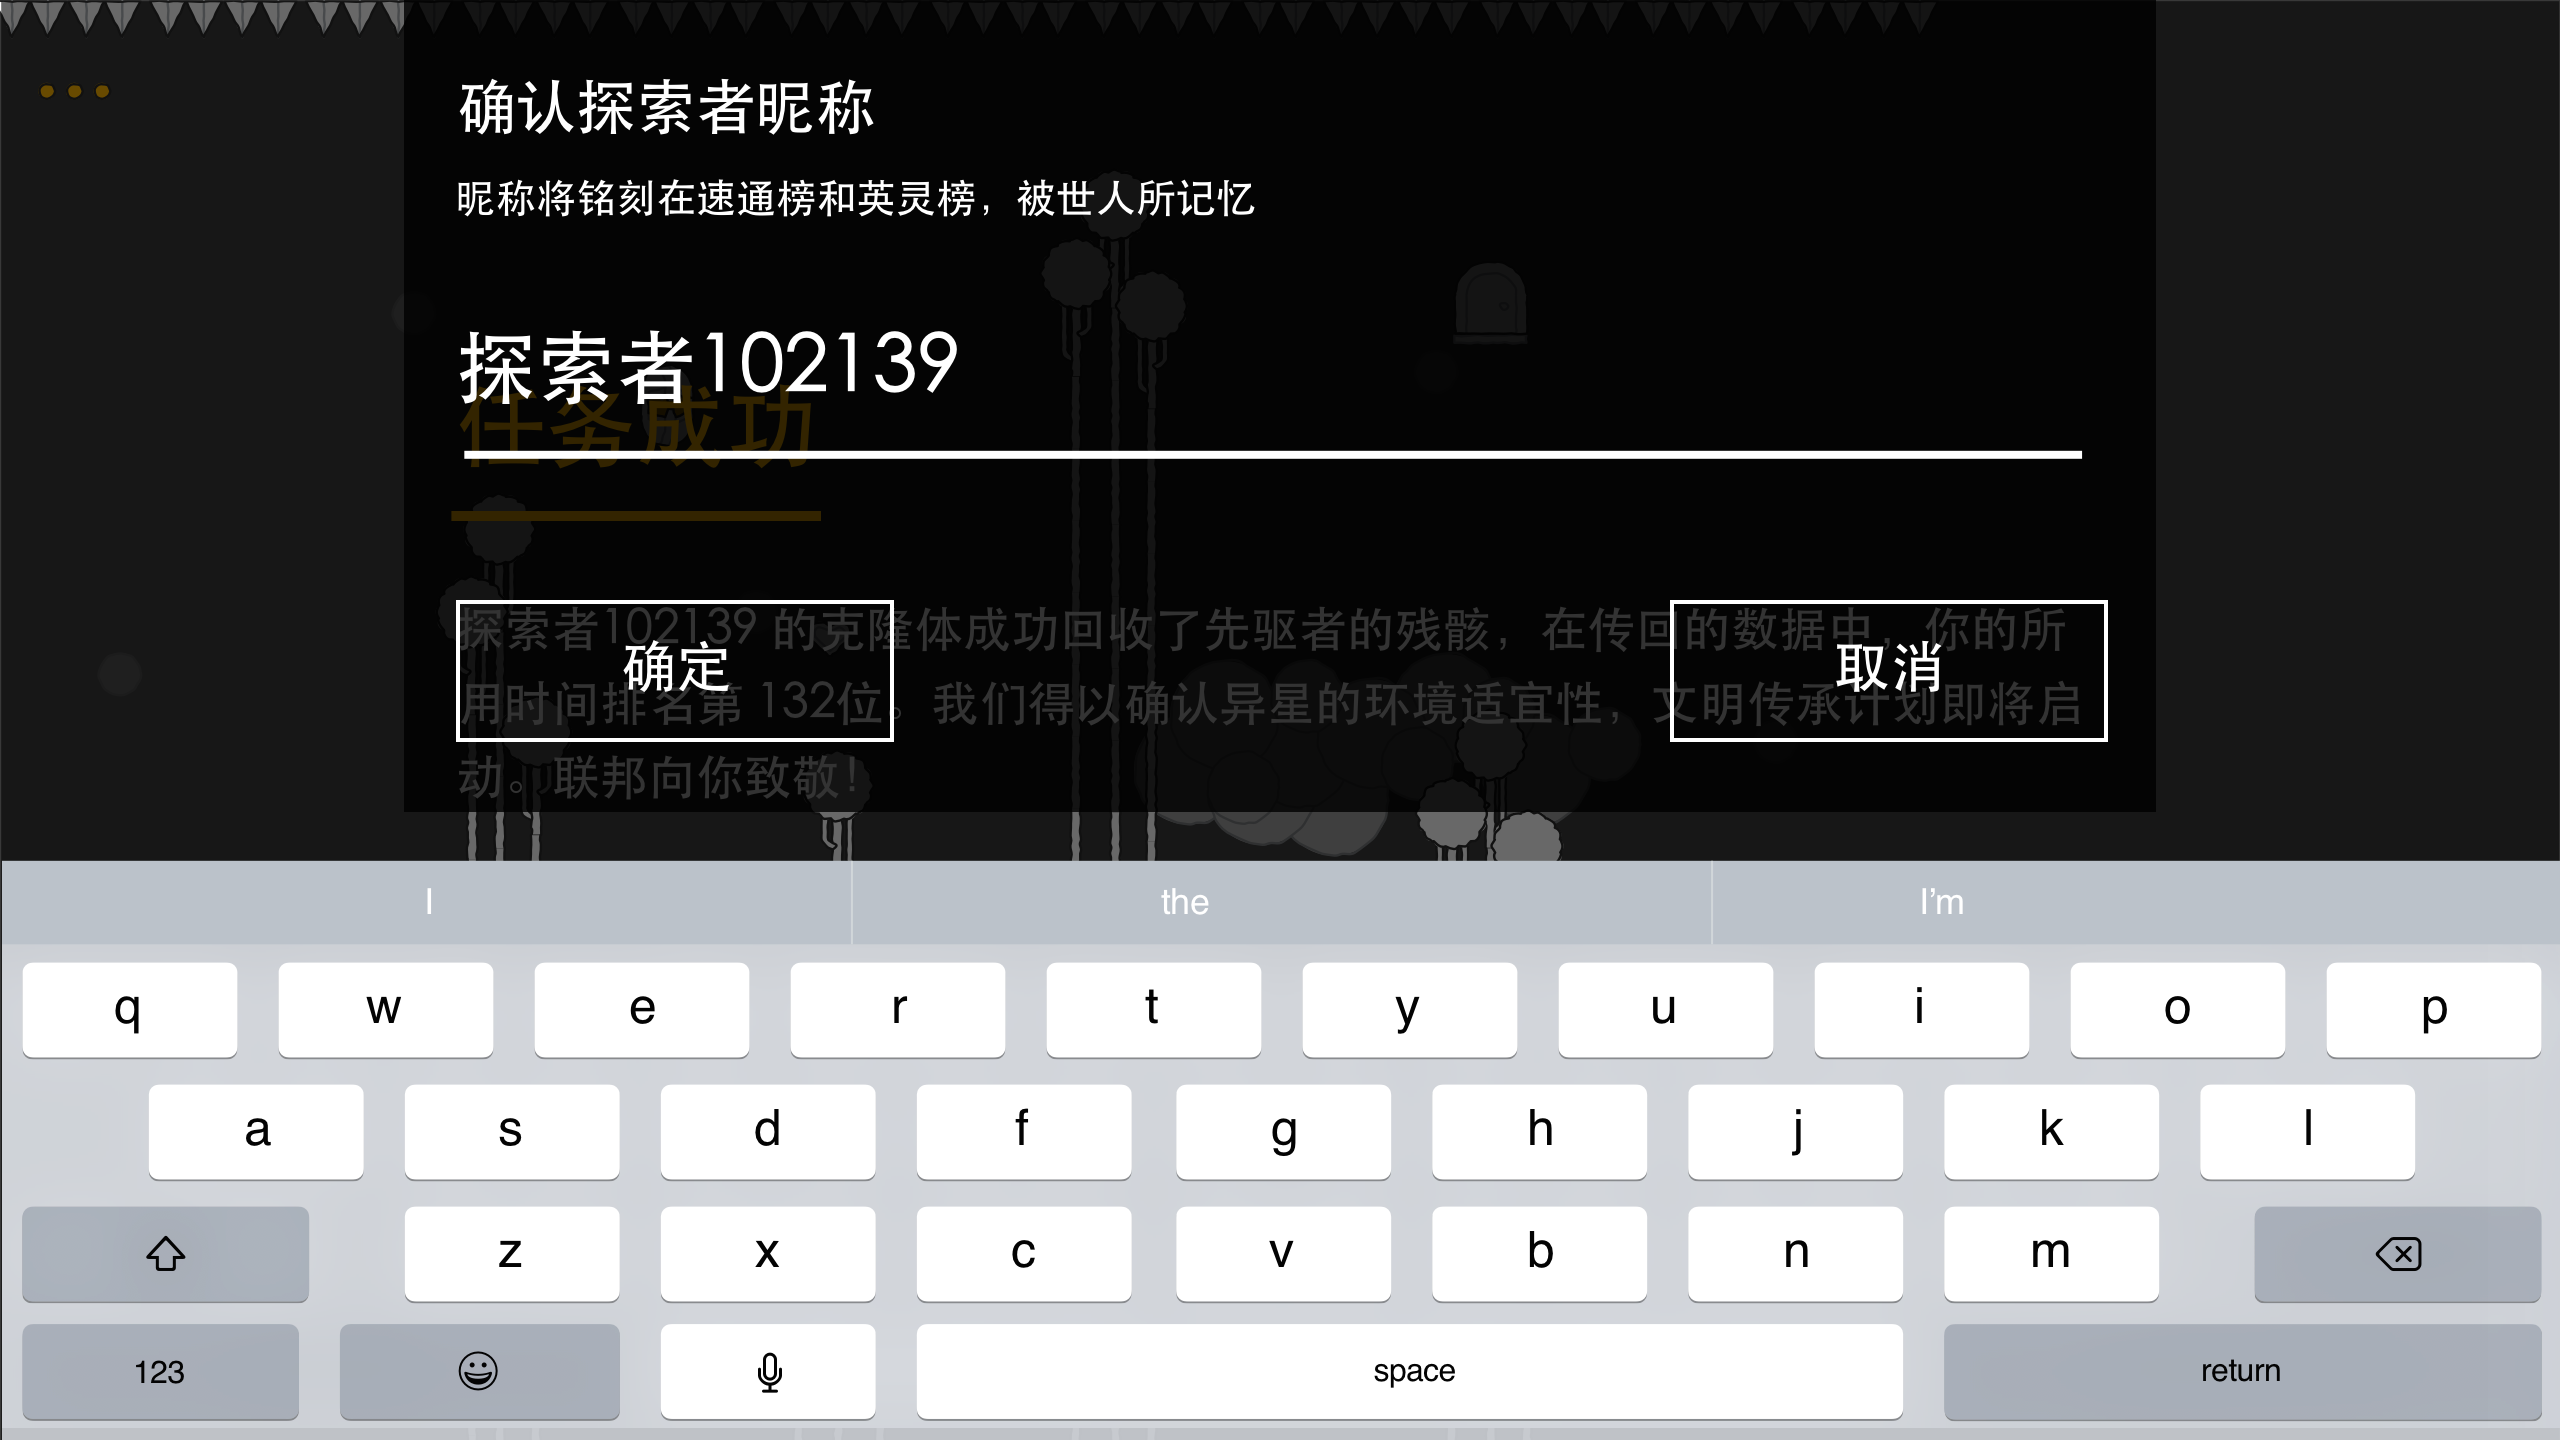 确认探索者昵称
昵称将铭刻在速通榜和英灵榜，被世人所记忆
探索者102139
任务成功
探索者102139 的克隆体成功回收了先驱者的残骸，在传回的数据中，你的所
用时间排名第 132位。我们得以确认异星的环境适宜性，文明传承计划即将启
动。联邦向你致敬！
确定
取消
I the I’m
q w e r t y u i o p
a s d f g h j k l
z x c v b n m
123 space return